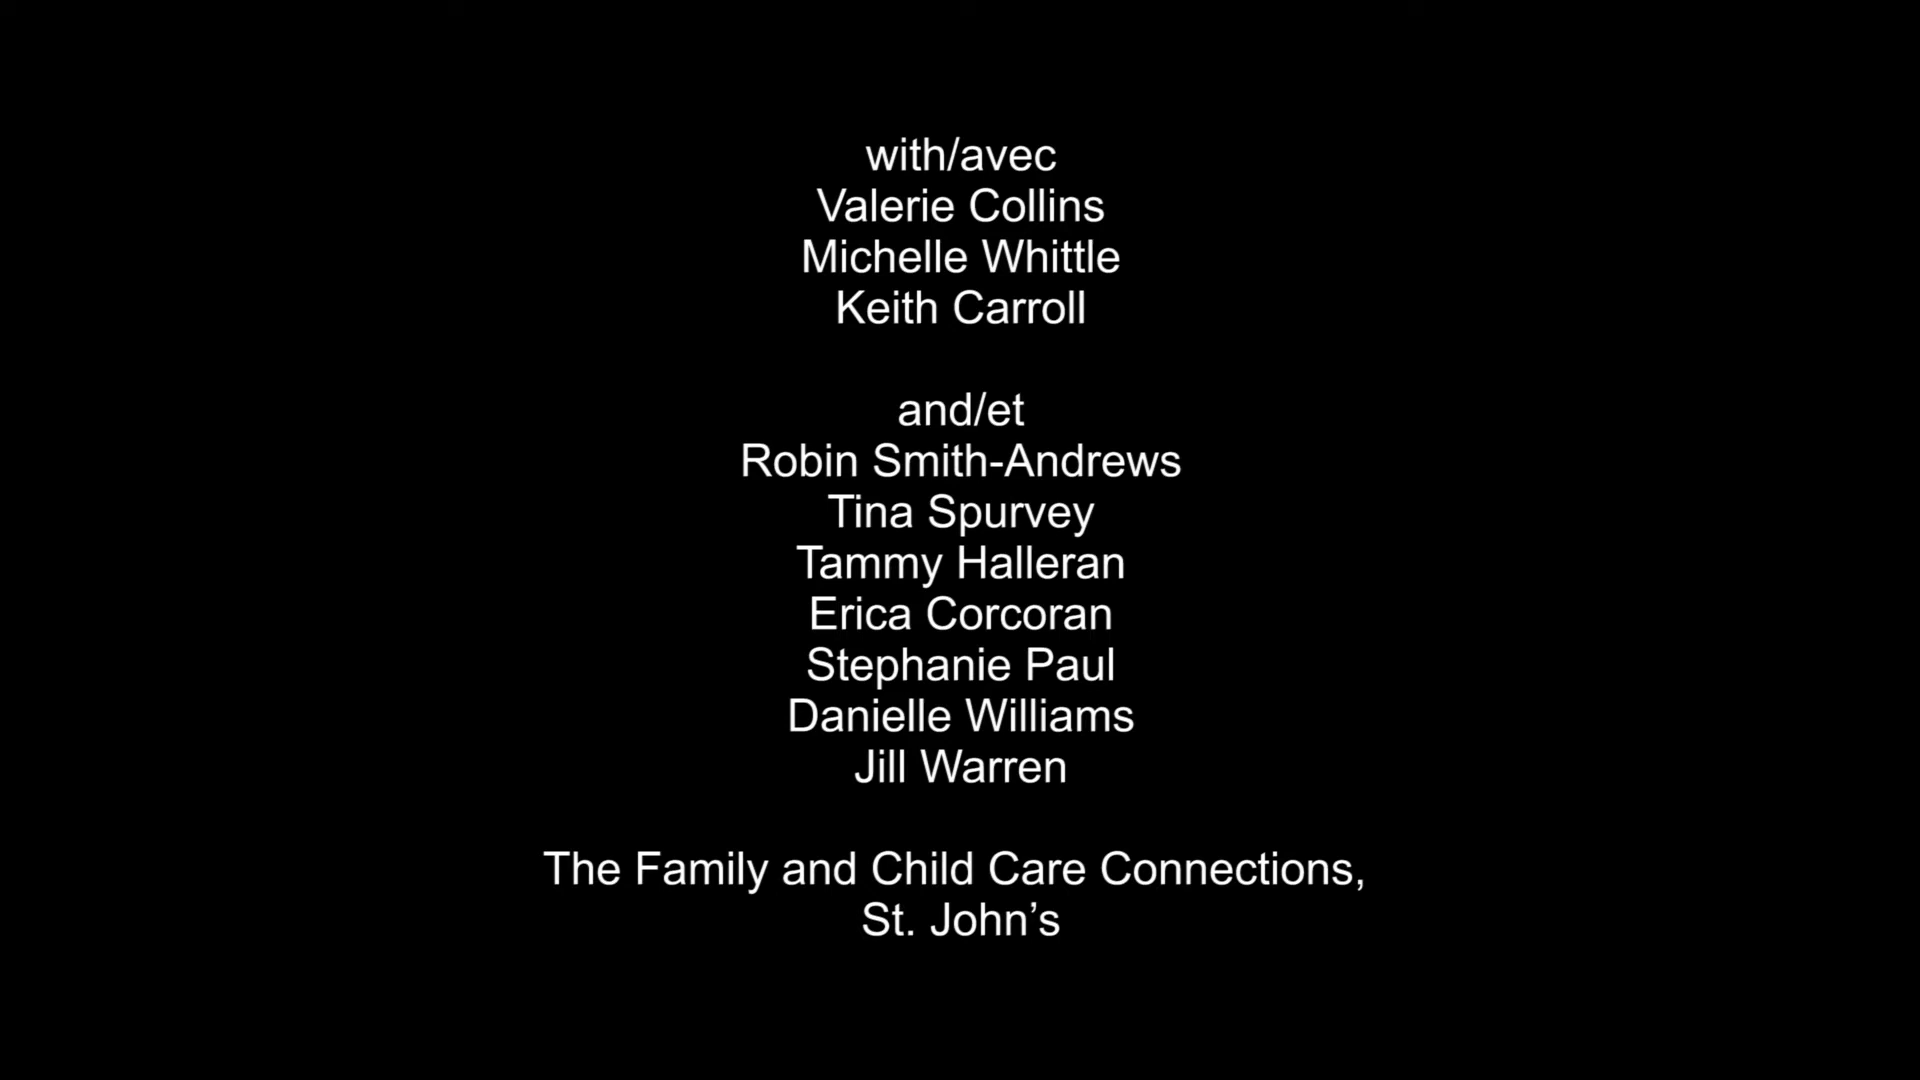 with/avec
Valerie Collins
Michelle Whittle
Keith Carroll
and/et
Robin Smith-Andrews
Tina Spurvey
Tammy Halleran
Erica Corcoran
Stephanie Paul
Danielle Williams
Jill Warren
The Family and Child Care Connections,
St. John’s